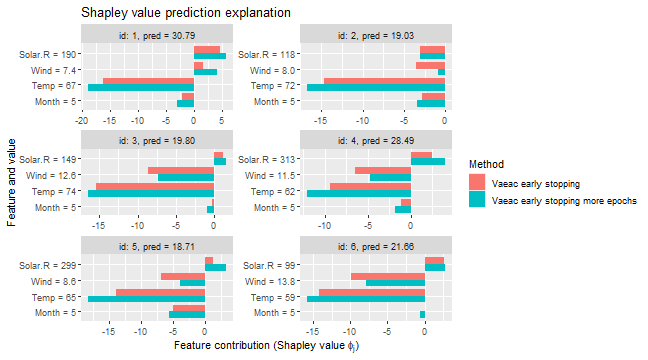 Shapley value prediction explanation
id: 1, pred = 30.79
id: 2, pred = 19.03
Solar.R = 190
Wind = 7.4
Temp = 67
Month = 5
-20 -15 -10 -5 0 5
Solar.R = 118
Wind = 8.0
Temp = 72
Month = 5
-15 -10 -5 0
id: 3, pred = 19.80
id: 4, pred = 28.49
Solar.R = 149
Wind = 12.6
Temp = 74
Month = 5
-15 -10 -5 0
Solar.R = 313
Wind = 11.5
Temp = 62
Month = 5
-10 -5 0
id: 5, pred = 18.71
id: 6, pred = 21.66
Solar.R = 299
Wind = 8.6
Temp = 65
Month = 5
-15 -10 -5 0
Solar.R = 99
Wind = 13.8
Temp = 59
Month = 5
-15 -10 -5 0
Feature and value
Feature contribution (Shapley value ϕj)
Method
Vaeac early stopping
Vaeac early stopping more epochs